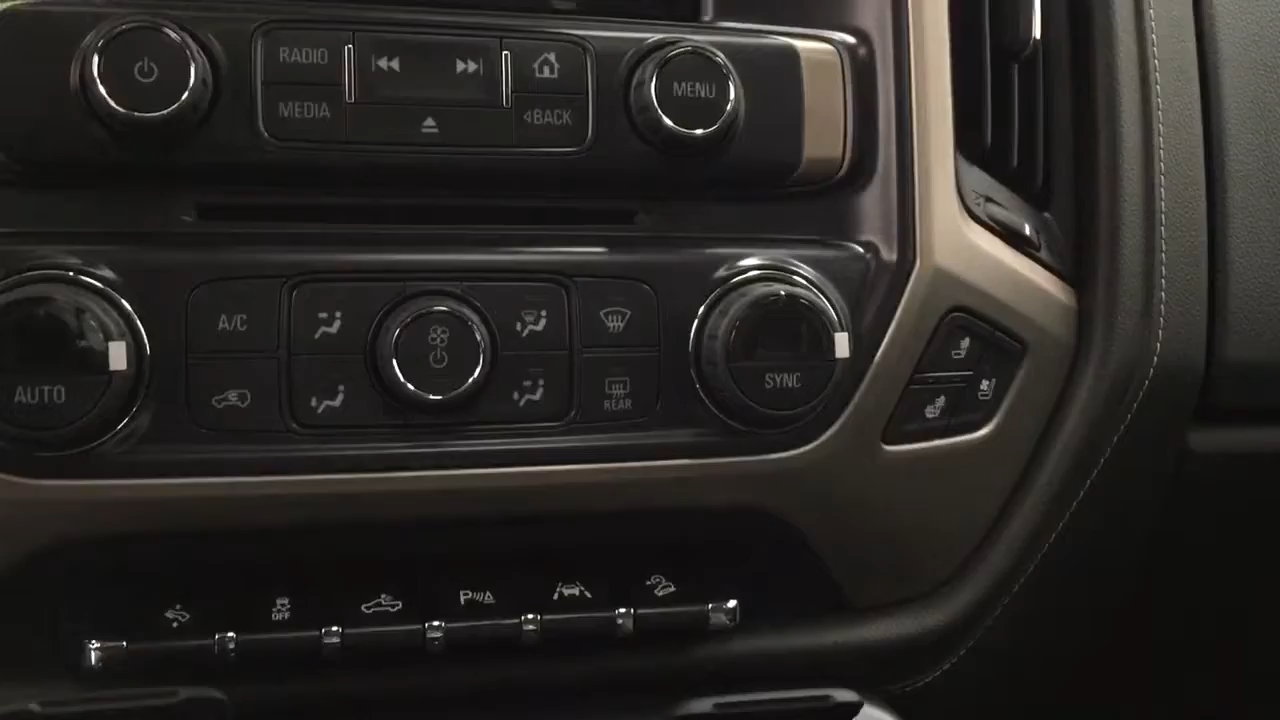 RADIO
MEDIA
BACK
MENU
AUTO
A/C
REAR
SYNC
OFF
P